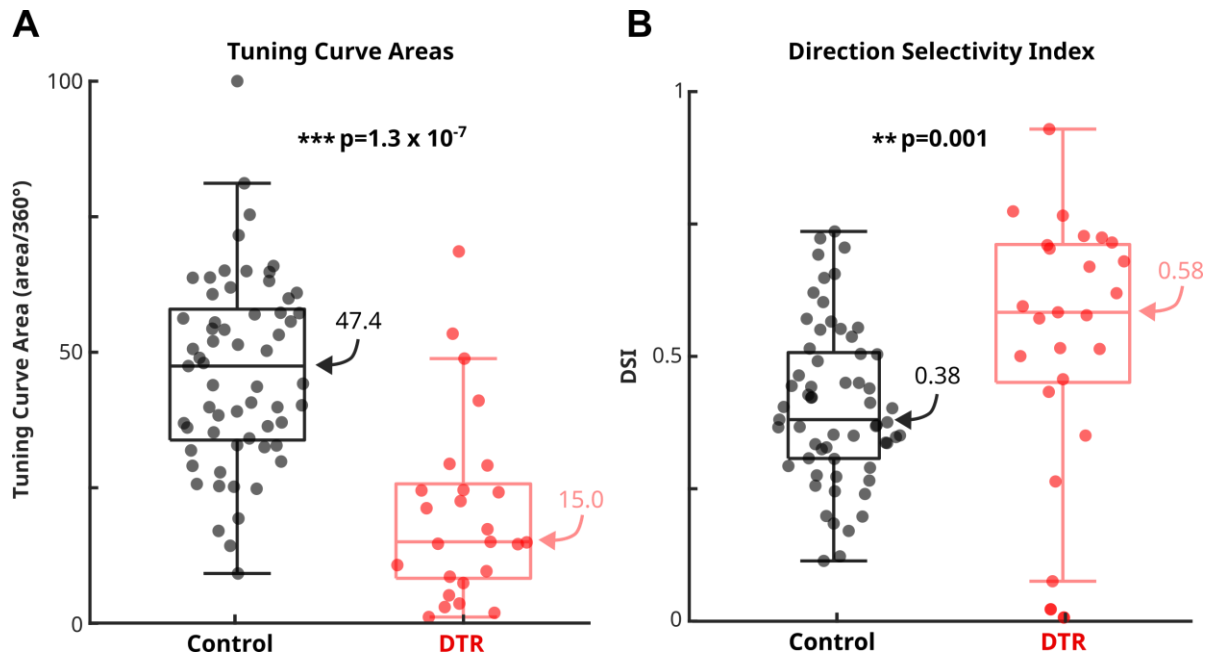 A
Tuning Curve Areas
Tuning Curve Area (area/360°)
100
50
0
*** p=1.3 x 10⁻⁷
47.4
15.0
Control
DTR
B
Direction Selectivity Index
DSI
1
0.5
0
** p=0.001
0.38
0.58
Control
DTR